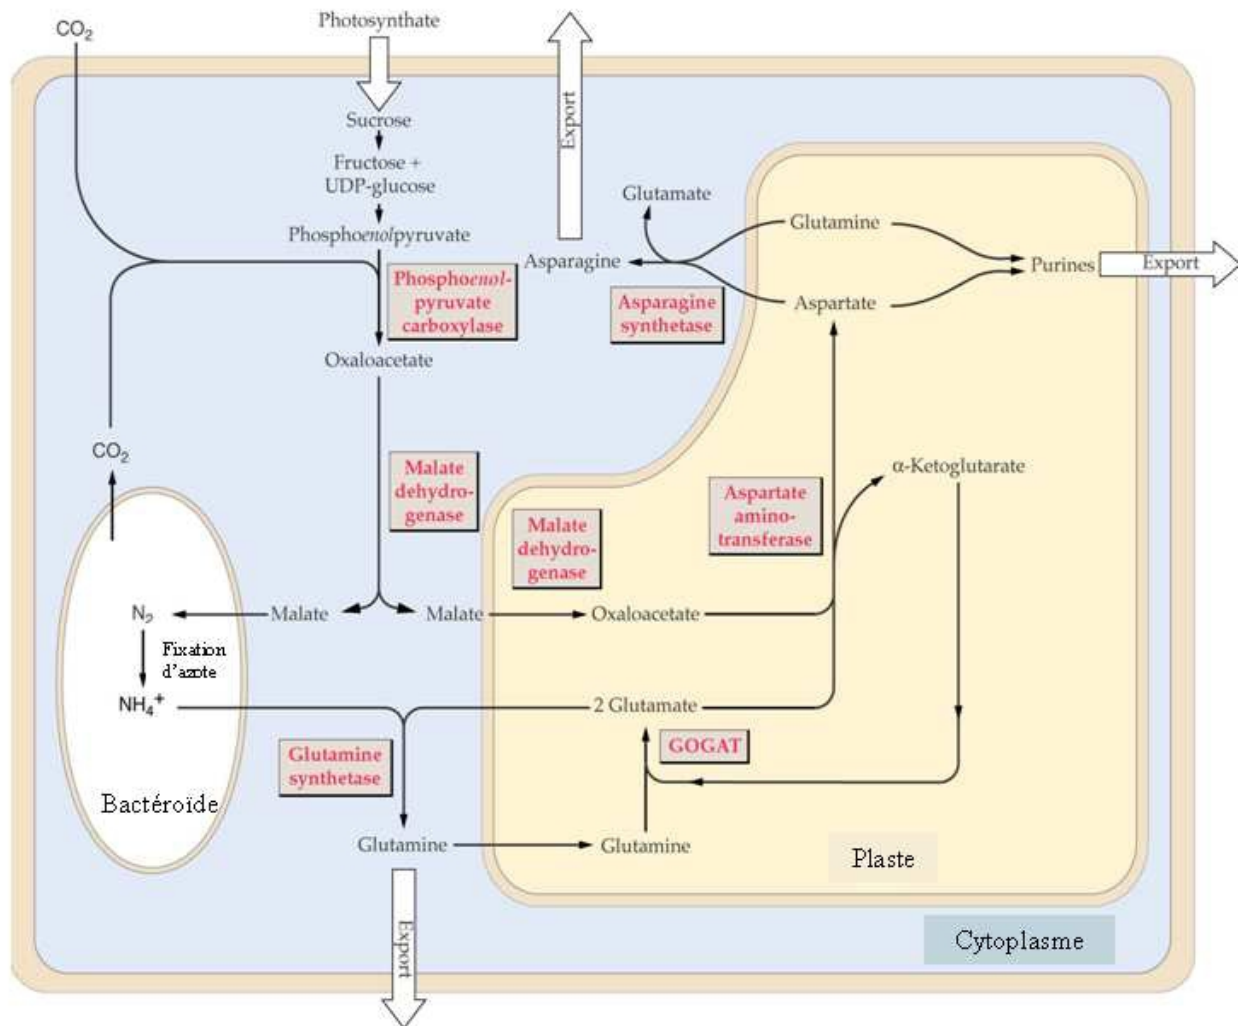 CO2
Photosynthate
Export
Sucrose
Fructose +
UDP-glucose
Phosphoenolpyruvate
Glutamate
Glutamine
Asparagine
Purines
Export
Phosphoenol-
pyruvate
carboxylase
Asparagine
synthetase
Aspartate
Oxaloacetate
CO2
α-Ketoglutarate
Malate
dehydro-
genase
Malate
dehydro-
genase
Aspartate
amino-
transferase
N2
Malate
Malate
Oxaloacetate
Fixation
d'azote
NH4+
2 Glutamate
Glutamine
synthetase
GOGAT
Bactéroïde
Glutamine
Glutamine
Plaste
Export
Cytoplasme